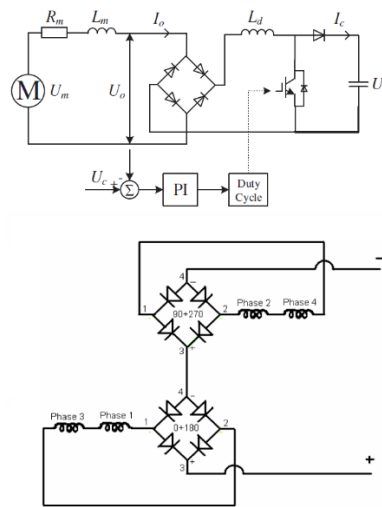 R_m L_m I_o L_d I_c
M U_m U_o U
U_c + - Σ PI Duty
Cycle
4 −
1 90+270 2 Phase 2 Phase 4
3 +
4 −
Phase 3 Phase 1 1 0+180 2
3 +
−
+